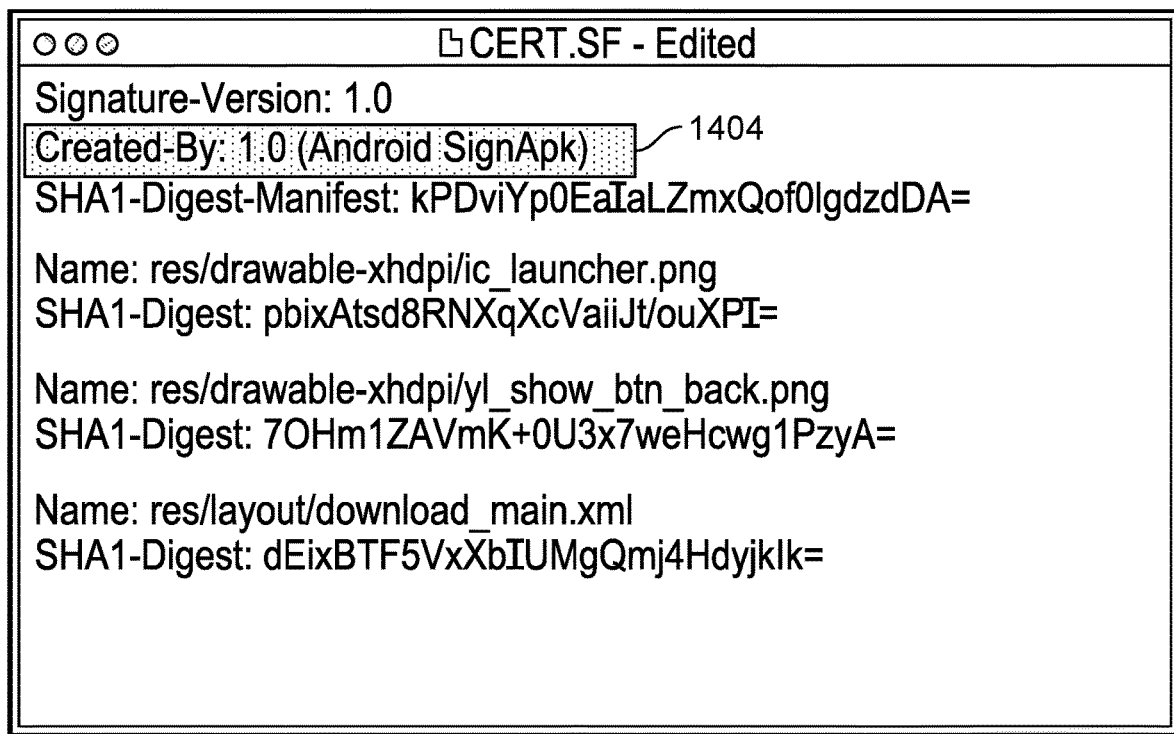 CERT.SF - Edited
Signature-Version: 1.0
Created-By: 1.0 (Android SignApk)
1404
SHA1-Digest-Manifest: kPDviYp0EaIaLZmxQof0lgdzdDA=
Name: res/drawable-xhdpi/ic_launcher.png
SHA1-Digest: pbixAtsd8RNXqXcVaiiJt/ouXPI=
Name: res/drawable-xhdpi/yl_show_btn_back.png
SHA1-Digest: 7OHm1ZAVmK+0U3x7weHcwg1PzyA=
Name: res/layout/download_main.xml
SHA1-Digest: dEixBTF5VxXbIUMgQmj4HdyjkIk=